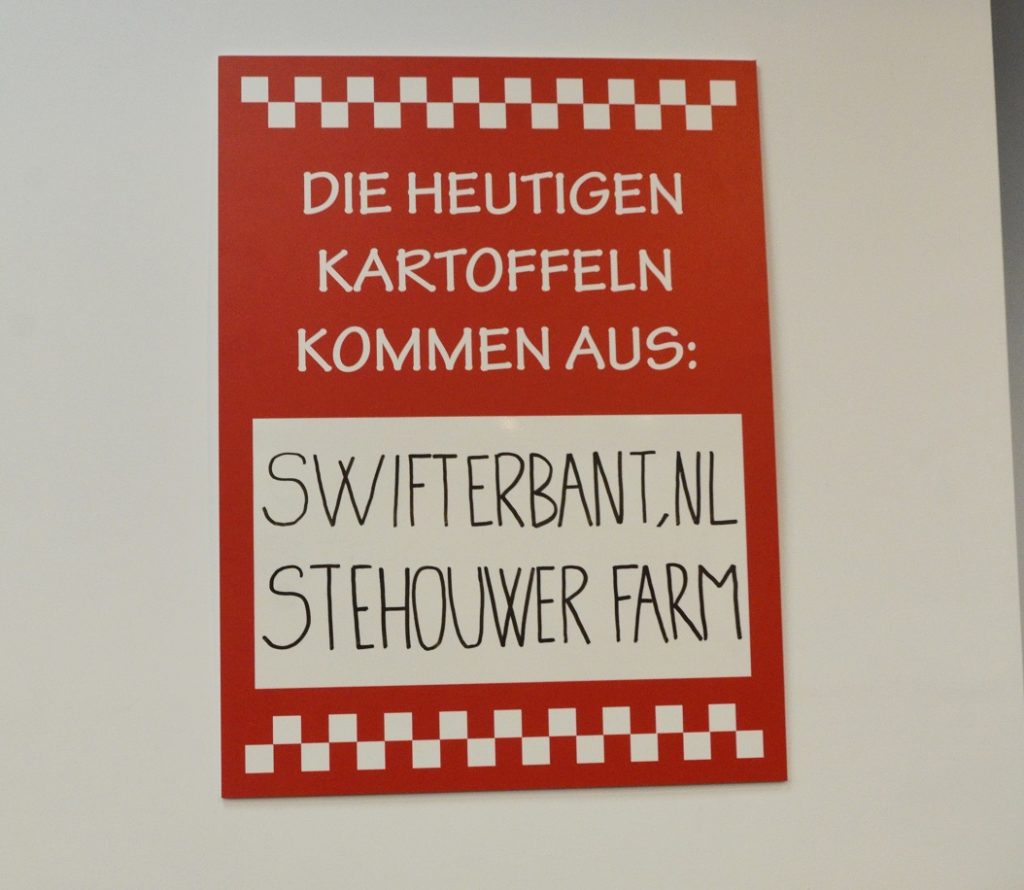 DIE HEUTIGEN
KARTOFFELN
KOMMEN AUS:
SWIFTERBANT,NL
STEHOUWER FARM